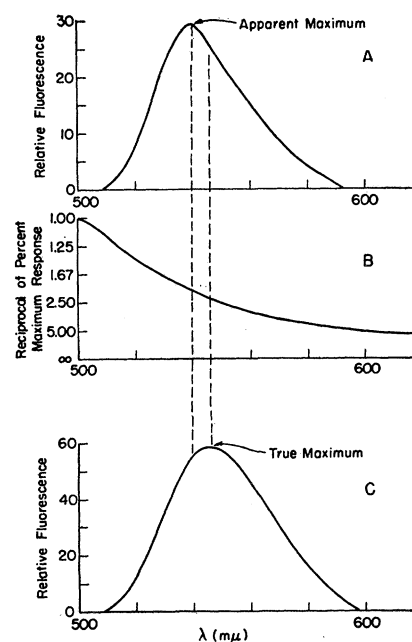 30
20
10
0
Relative Fluorescence
Apparent Maximum
A
500
600
1.00
1.25
1.67
2.50
5.00
∞
Reciprocal of Percent
Maximum Response
B
500
600
60
40
20
0
Relative Fluorescence
True Maximum
C
500
600
λ (mμ)